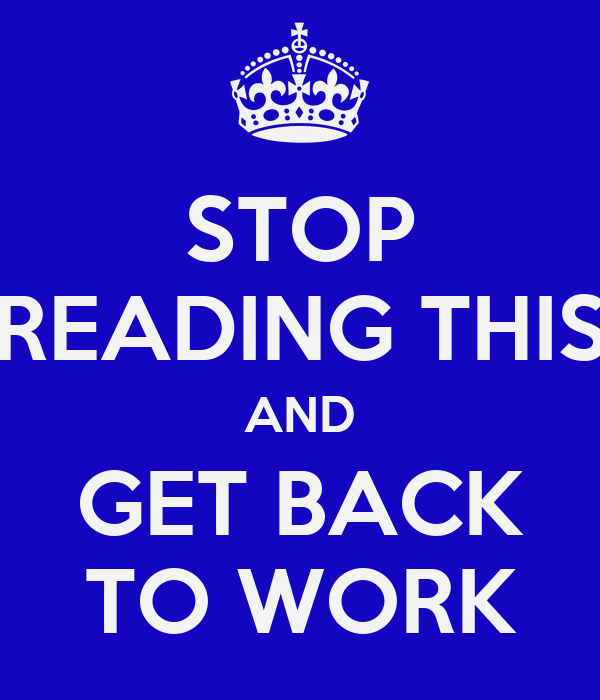 STOP
READING THIS
AND
GET BACK
TO WORK